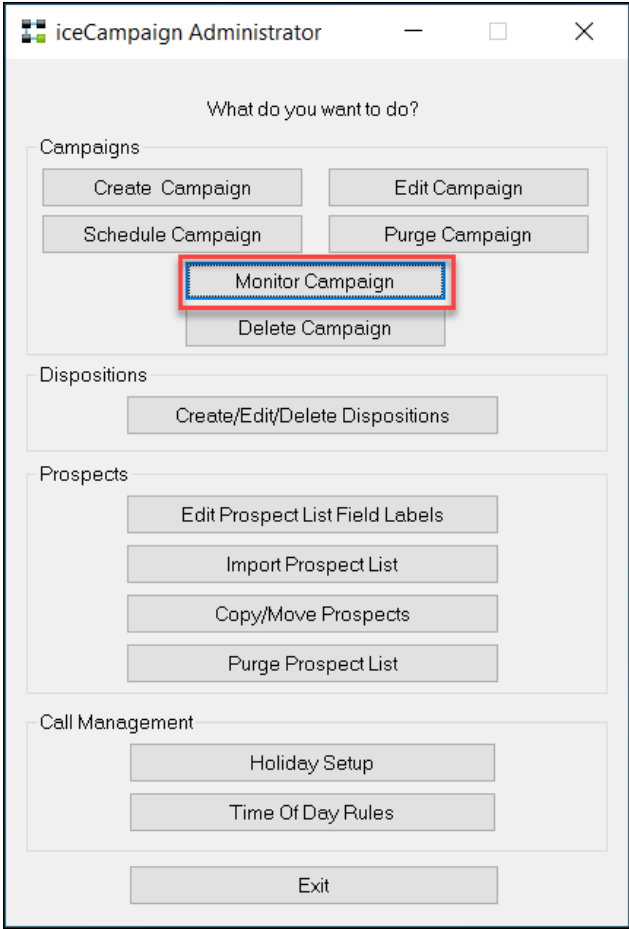 iceCampaign Administrator
What do you want to do?
Campaigns
Create Campaign
Edit Campaign
Schedule Campaign
Purge Campaign
Monitor Campaign
Delete Campaign
Dispositions
Create/Edit/Delete Dispositions
Prospects
Edit Prospect List Field Labels
Import Prospect List
Copy/Move Prospects
Purge Prospect List
Call Management
Holiday Setup
Time Of Day Rules
Exit